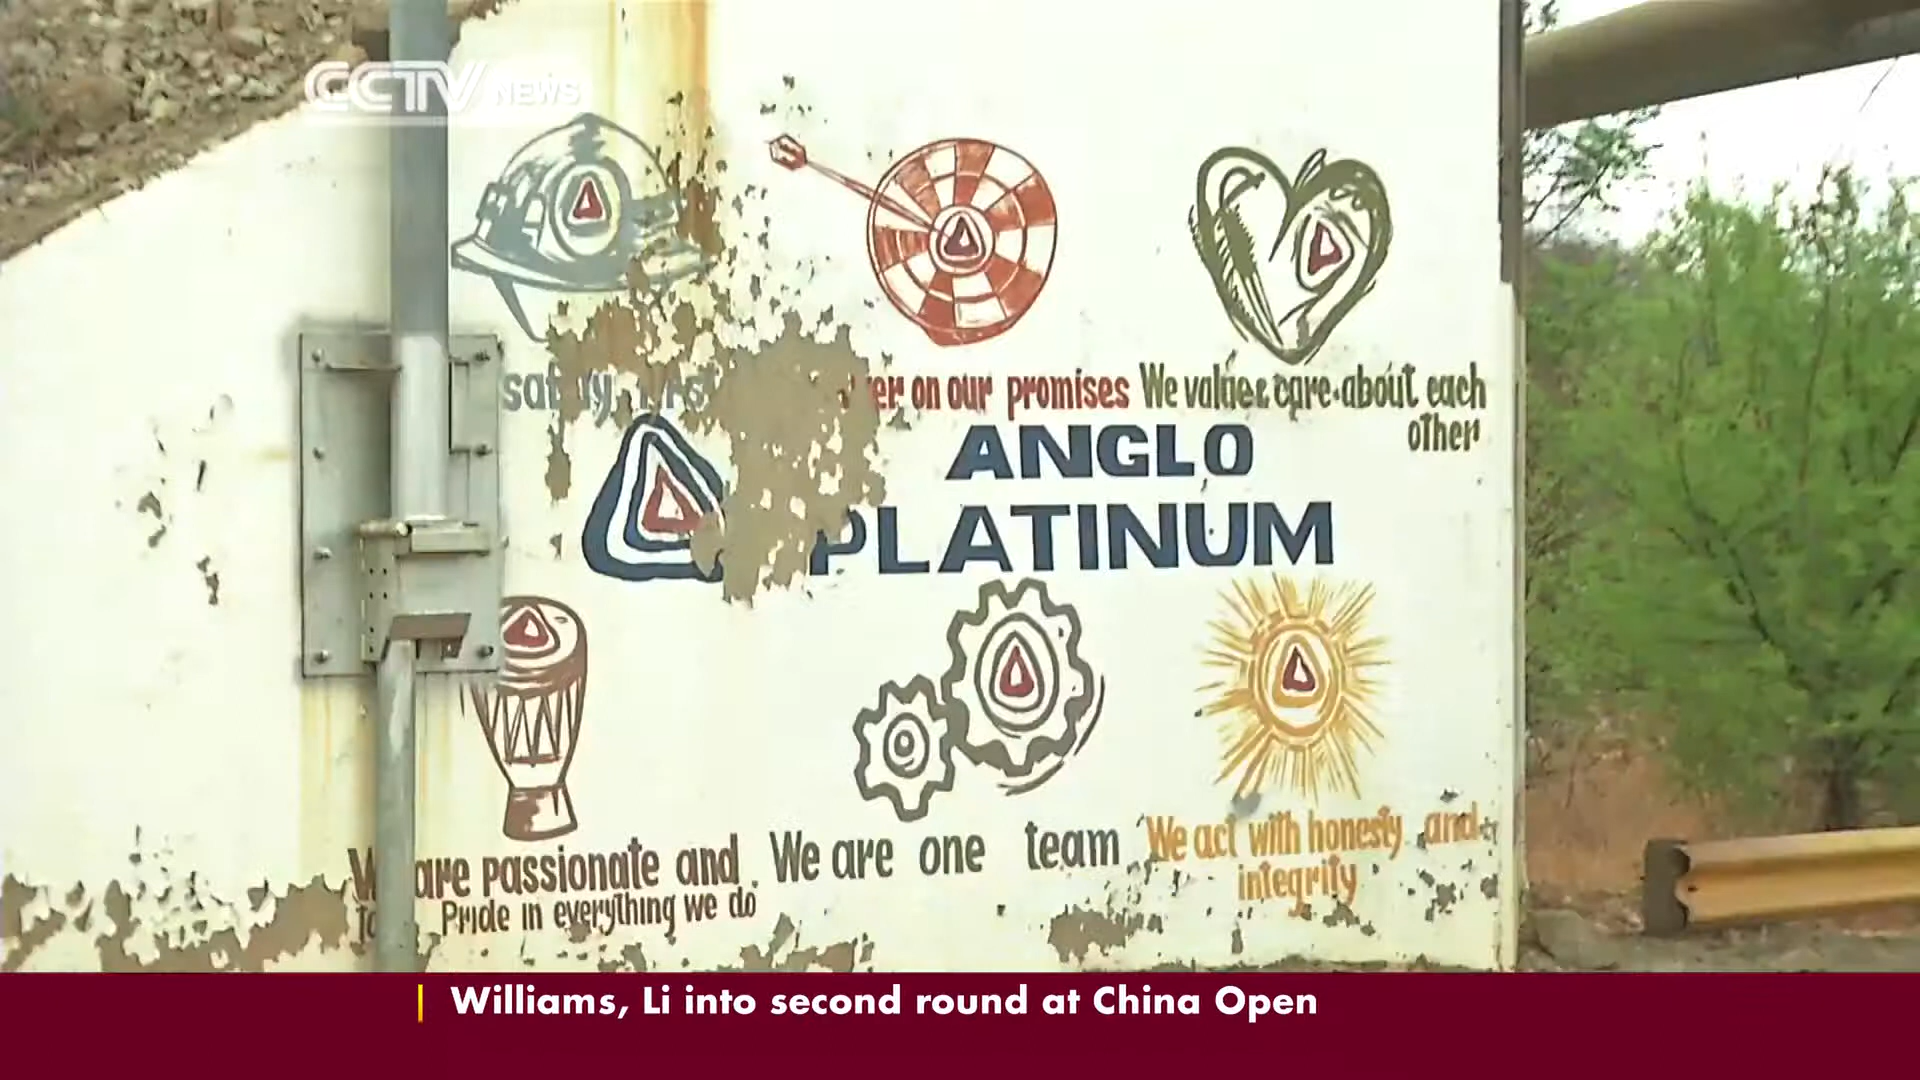 CCTV NEWS
on our promises
We value & care about each
other
ANGLO
PLATINUM
are passionate and
Pride in everything we do
We are one team
We act with honesty and
integrity
Williams, Li into second round at China Open